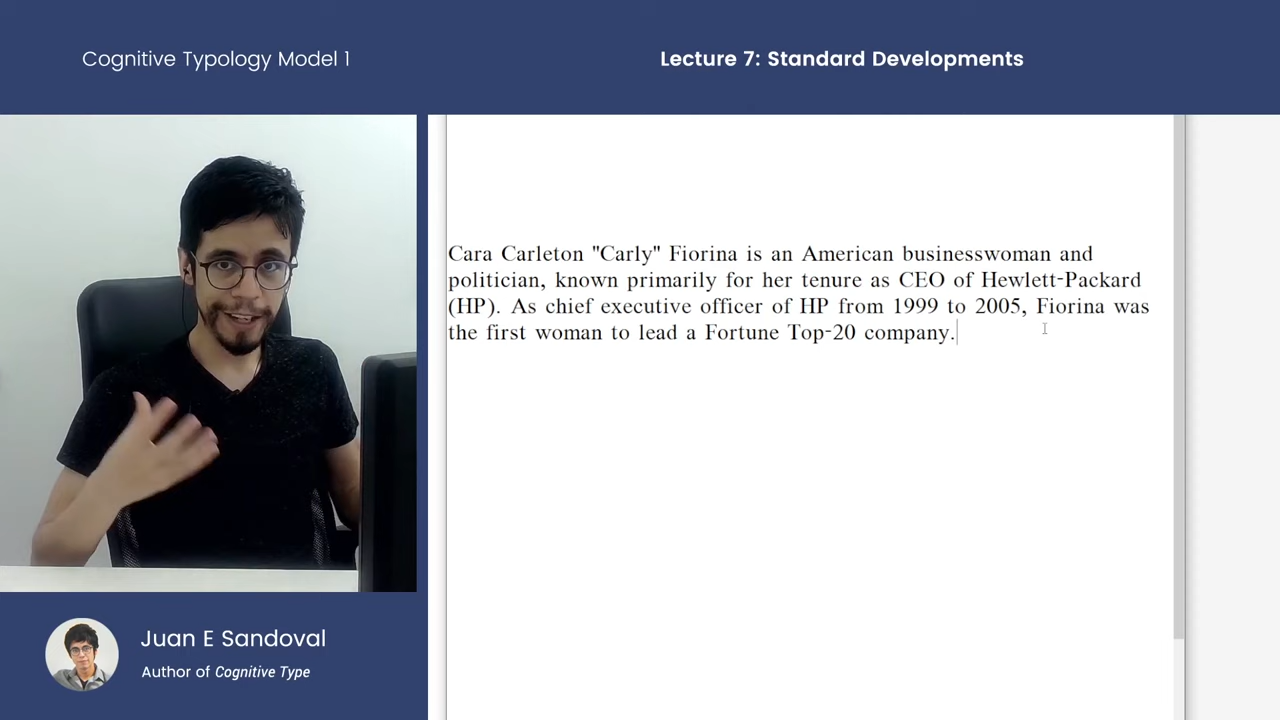 Cognitive Typology Model 1
Lecture 7: Standard Developments
Cara Carleton "Carly" Fiorina is an American businesswoman and
politician, known primarily for her tenure as CEO of Hewlett-Packard
(HP). As chief executive officer of HP from 1999 to 2005, Fiorina was
the first woman to lead a Fortune Top-20 company.
Juan E Sandoval
Author of Cognitive Type